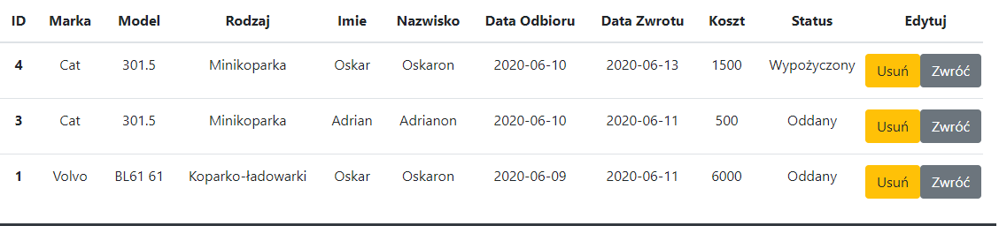 ID Marka Model Rodzaj Imie Nazwisko Data Odbioru Data Zwrotu Koszt Status Edytuj
4 Cat 301.5 Minikoparka Oskar Oskaron 2020-06-10 2020-06-13 1500 Wypożyczony Usuń Zwróć
3 Cat 301.5 Minikoparka Adrian Adrianon 2020-06-10 2020-06-11 500 Oddany Usuń Zwróć
1 Volvo BL61 61 Koparko-ładowarki Oskar Oskaron 2020-06-09 2020-06-11 6000 Oddany Usuń Zwróć